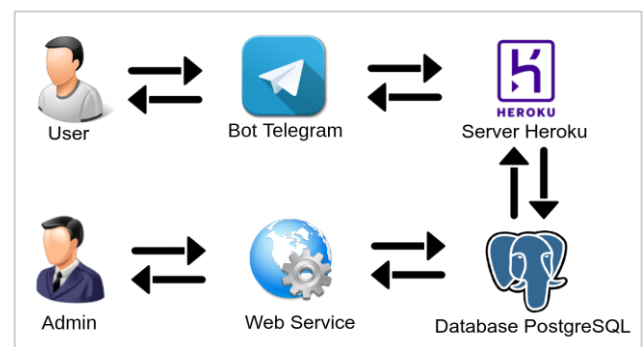 User
Bot Telegram
HEROKU
Server Heroku
Admin
Web Service
Database PostgreSQL